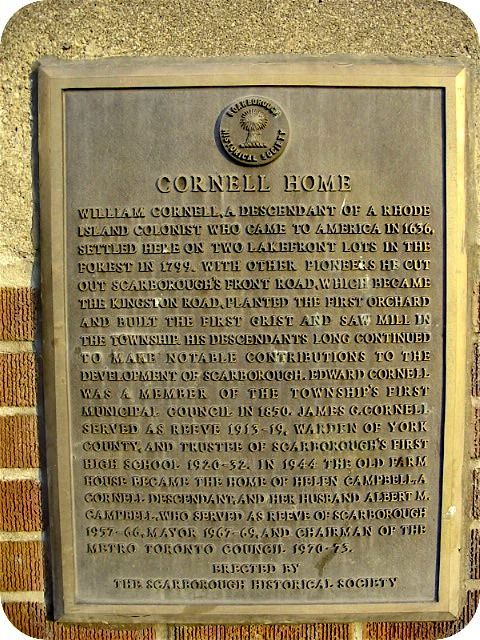 SCARBOROUGH
HISTORICAL SOCIETY
CORNELL HOME
WILLIAM CORNELL, A DESCENDANT OF A RHODE
ISLAND COLONIST WHO CAME TO AMERICA IN 1636,
SETTLED HERE ON TWO LAKEFRONT LOTS IN THE
FOREST IN 1799. WITH OTHER PIONEERS HE CUT
OUT SCARBOROUGH'S FRONT ROAD, WHICH BECAME
THE KINGSTON ROAD, PLANTED THE FIRST ORCHARD
AND BUILT THE FIRST GRIST AND SAW MILL IN
THE TOWNSHIP. HIS DESCENDANTS LONG CONTINUED
TO MAKE NOTABLE CONTRIBUTIONS TO THE
DEVELOPMENT OF SCARBOROUGH. EDWARD CORNELL
WAS A MEMBER OF THE TOWNSHIP'S FIRST
MUNICIPAL COUNCIL IN 1850. JAMES G. CORNELL
SERVED AS REEVE 1913-19, WARDEN OF YORK
COUNTY, AND TRUSTEE OF SCARBOROUGH'S FIRST
HIGH SCHOOL 1920-32. IN 1944 THE OLD FARM
HOUSE BECAME THE HOME OF HELEN CAMPBELL, A
CORNELL DESCENDANT, AND HER HUSBAND ALBERT M.
CAMPBELL, WHO SERVED AS REEVE OF SCARBOROUGH
1957-66, MAYOR 1967-69, AND CHAIRMAN OF THE
METRO TORONTO COUNCIL 1970-73.
ERECTED BY
THE SCARBOROUGH HISTORICAL SOCIETY